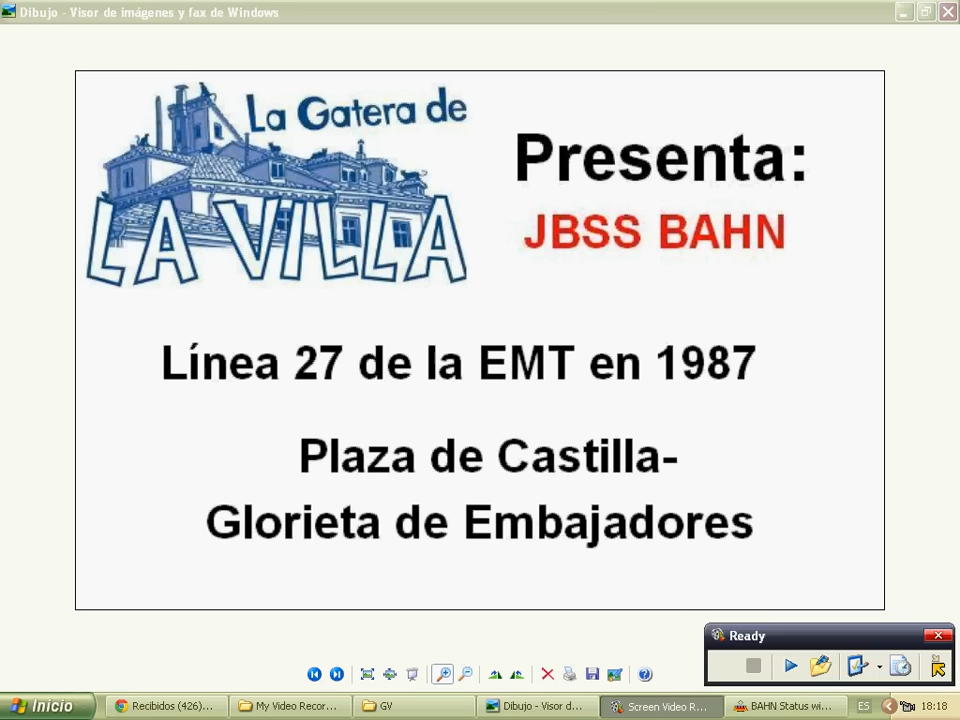 Dibujo - Visor de imágenes y fax de Windows
La Gatera de
LA VILLA
Presenta:
JBSS BAHN
Línea 27 de la EMT en 1987
Plaza de Castilla-
Glorieta de Embajadores
Ready
Inicio
Recibidos (426)...
My Video Recor...
GV
Dibujo - Visor d...
Screen Video R...
BAHN Status wi...
ES
18:18